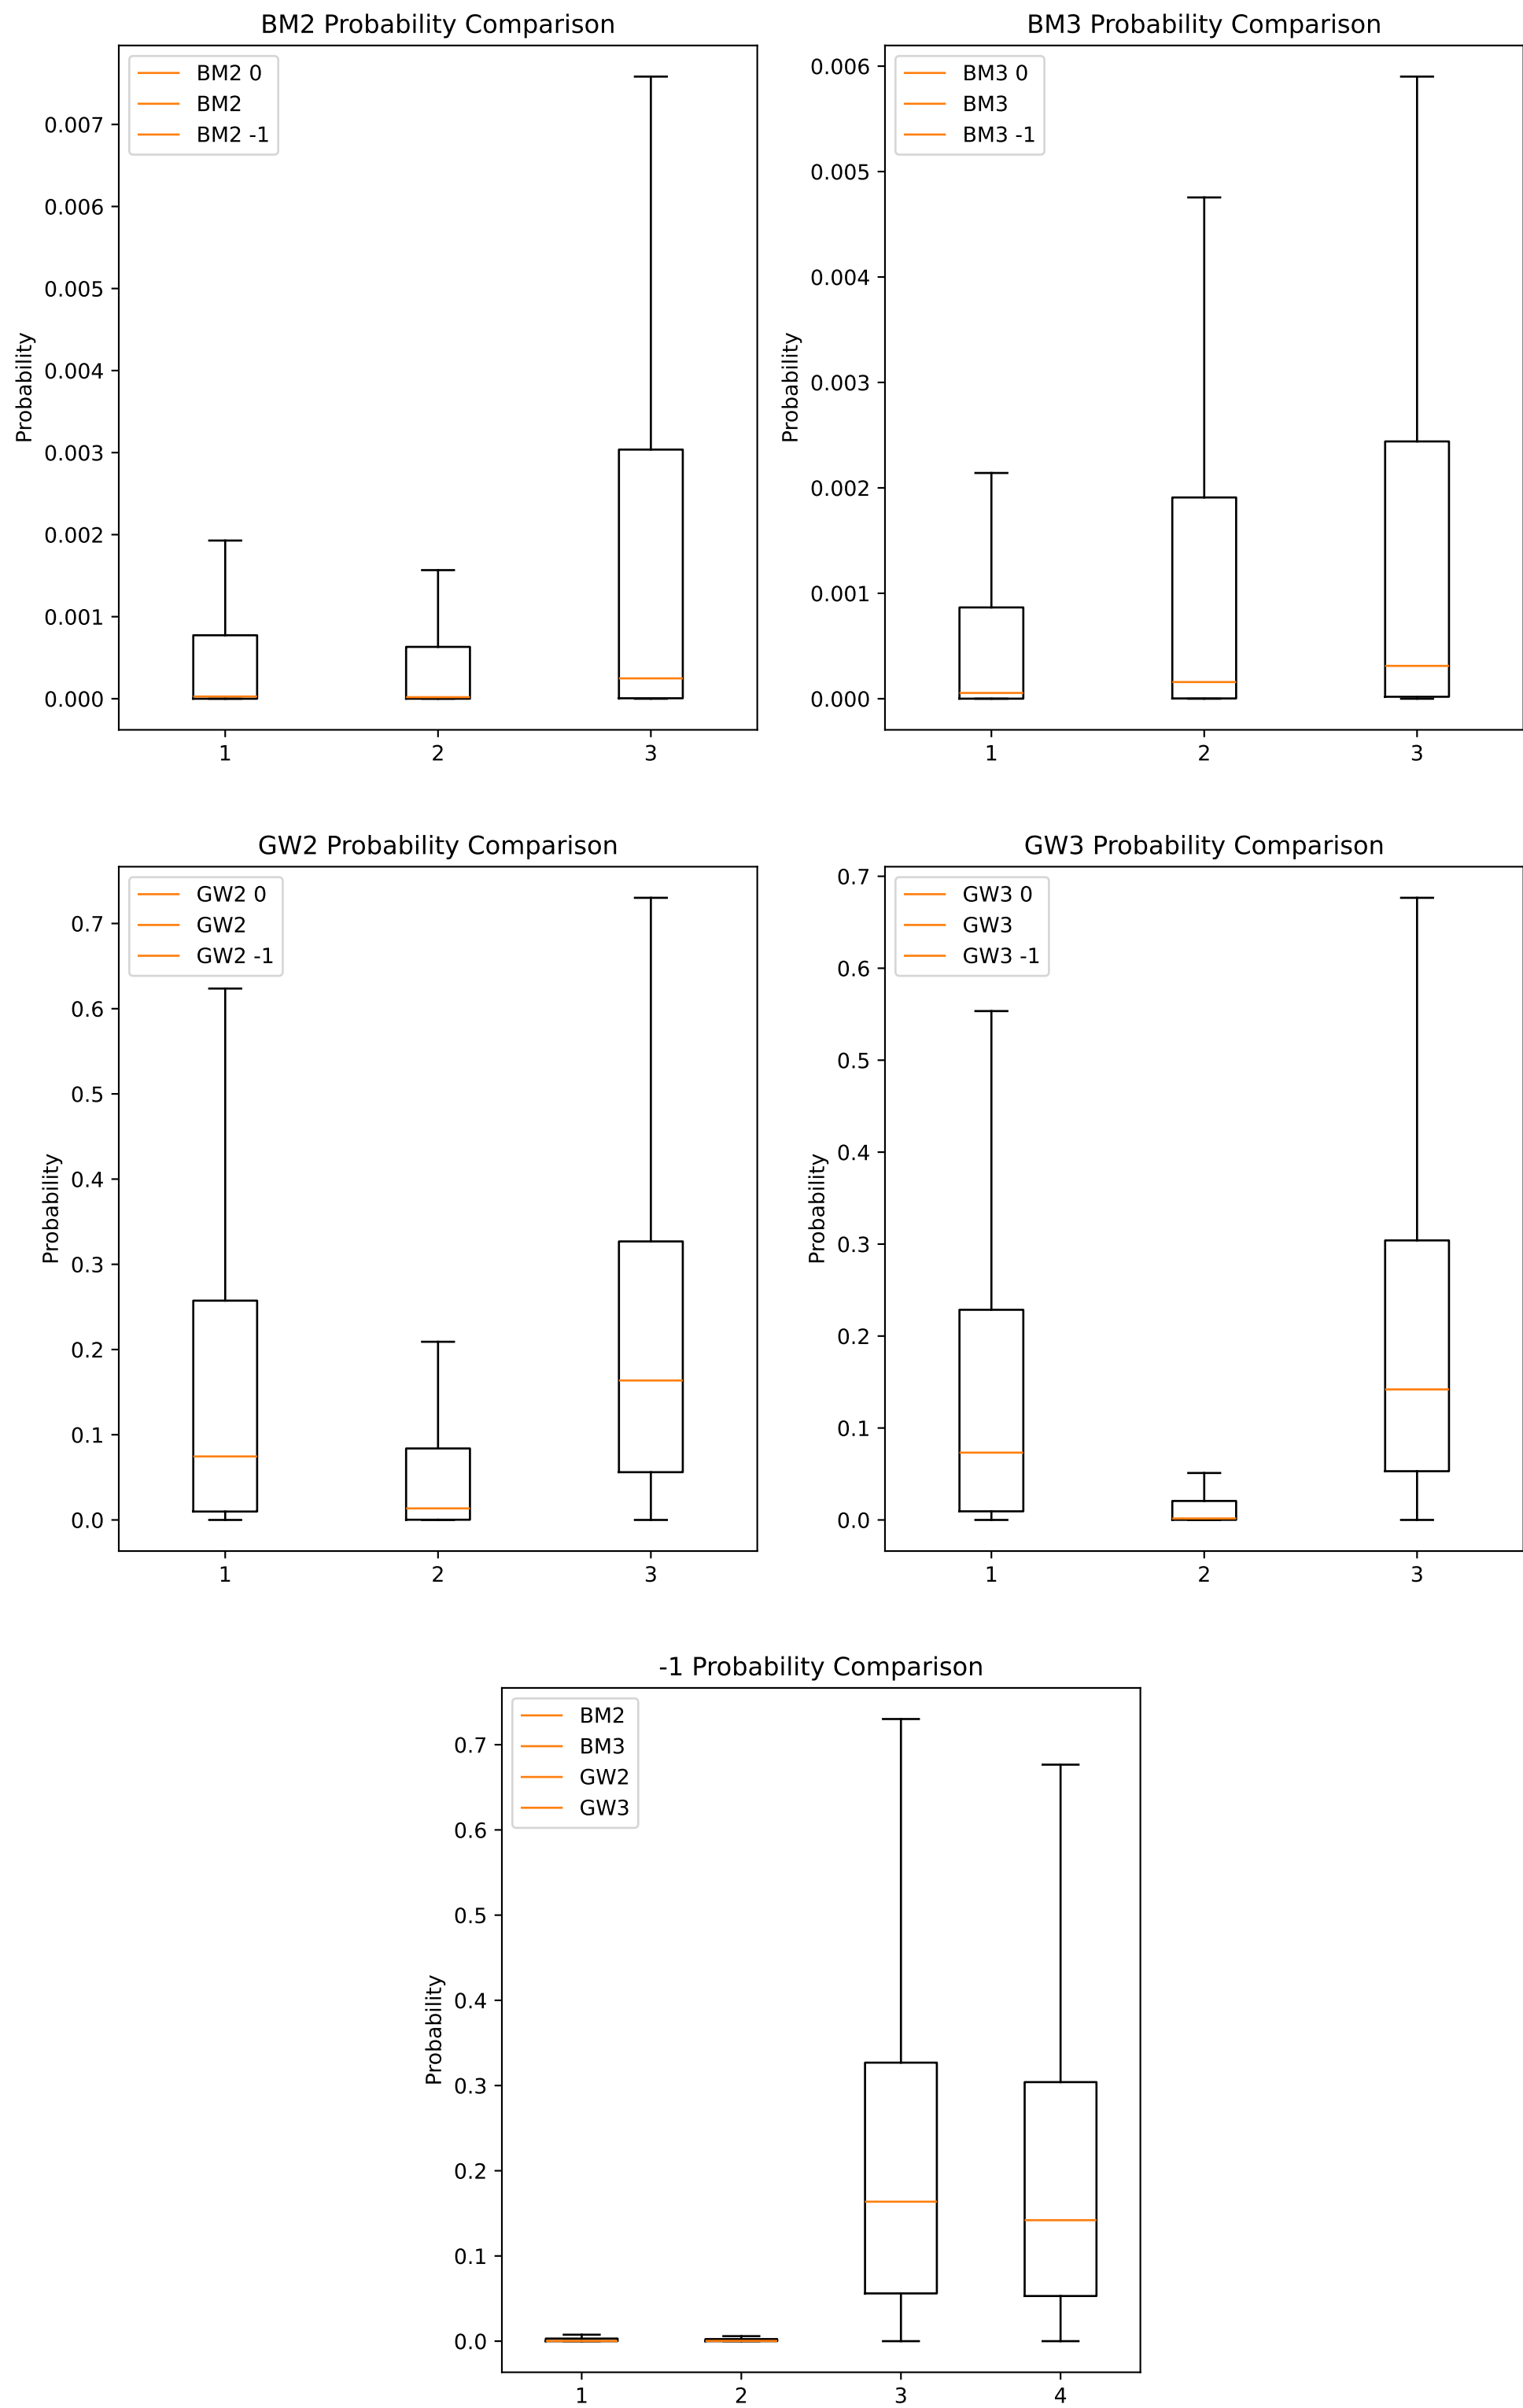 BM2 Probability Comparison
BM2 0
BM2
BM2 -1
0.007
0.006
0.005
0.004
0.003
0.002
0.001
0.000
Probability
1 2 3
BM3 Probability Comparison
BM3 0
BM3
BM3 -1
0.006
0.005
0.004
0.003
0.002
0.001
0.000
Probability
1 2 3
GW2 Probability Comparison
GW2 0
GW2
GW2 -1
0.7
0.6
0.5
0.4
0.3
0.2
0.1
0.0
Probability
1 2 3
GW3 Probability Comparison
GW3 0
GW3
GW3 -1
0.7
0.6
0.5
0.4
0.3
0.2
0.1
0.0
Probability
1 2 3
-1 Probability Comparison
BM2
BM3
GW2
GW3
0.7
0.6
0.5
0.4
0.3
0.2
0.1
0.0
Probability
1 2 3 4